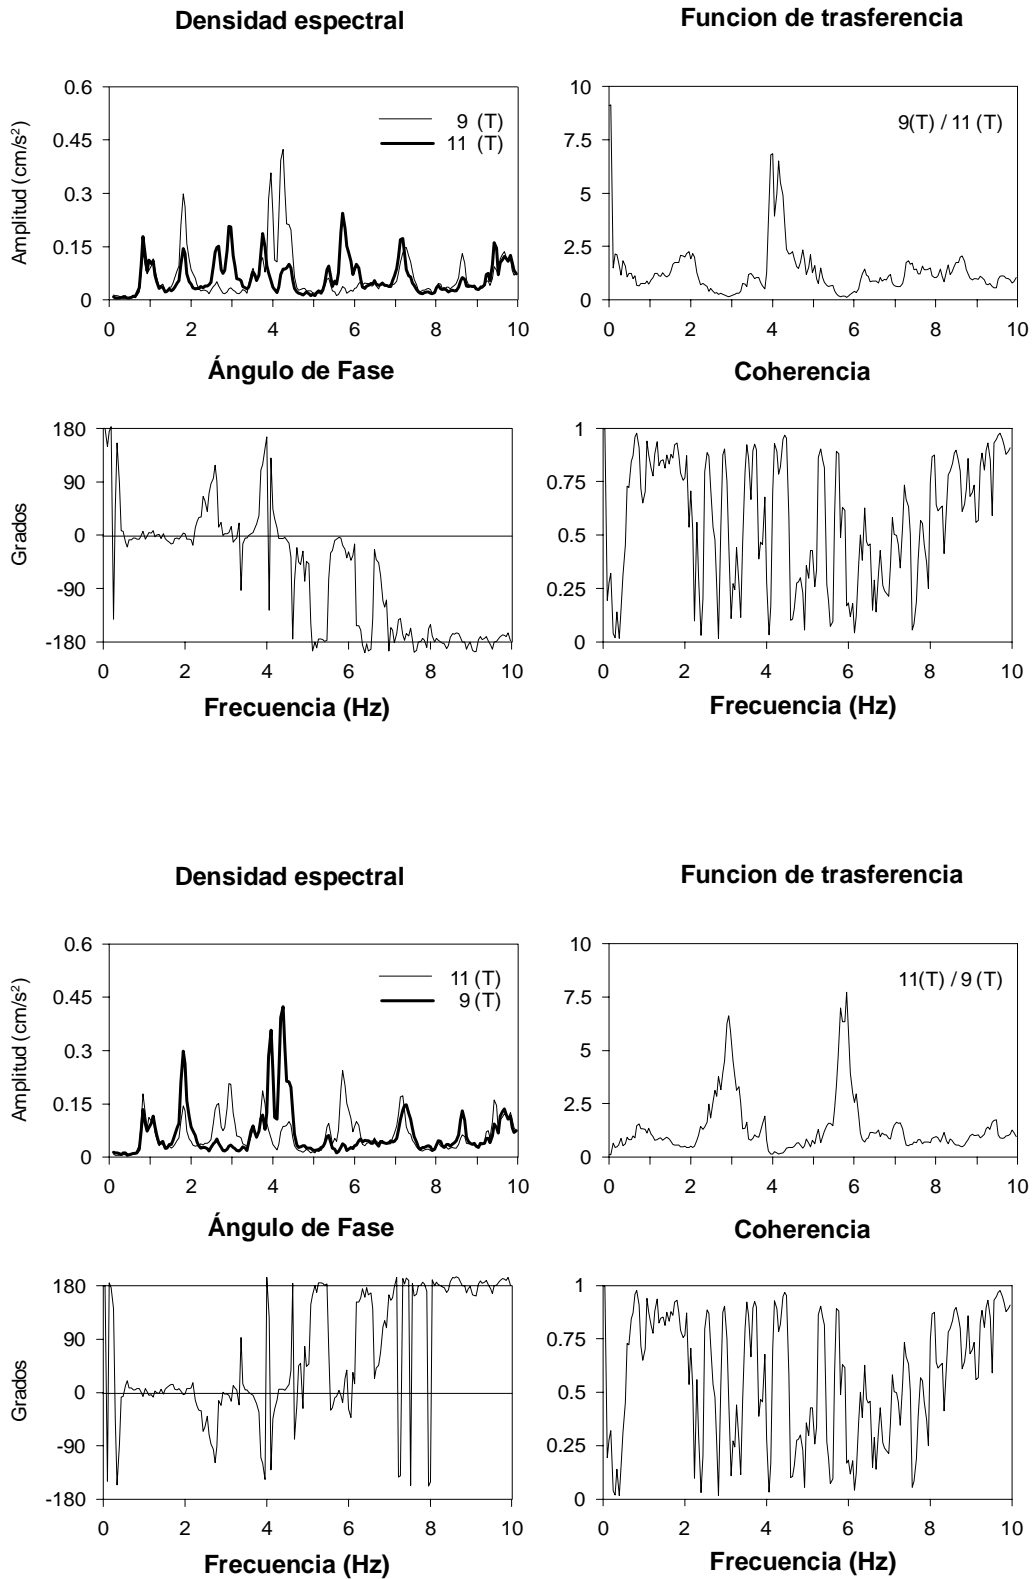 Densidad espectral
Funcion de trasferencia
Amplitud (cm/s²)
0.6
0.45
0.3
0.15
0
9 (T)
11 (T)
0 2 4 6 8 10
10
7.5
5
2.5
0
9(T) / 11 (T)
0 2 4 6 8 10
Ángulo de Fase
Coherencia
Grados
180
90
0
-90
-180
0 2 4 6 8 10
Frecuencia (Hz)
1
0.75
0.5
0.25
0
0 2 4 6 8 10
Frecuencia (Hz)
Densidad espectral
Funcion de trasferencia
Amplitud (cm/s²)
0.6
0.45
0.3
0.15
0
11 (T)
9 (T)
0 2 4 6 8 10
10
7.5
5
2.5
0
11(T) / 9 (T)
0 2 4 6 8 10
Ángulo de Fase
Coherencia
Grados
180
90
0
-90
-180
0 2 4 6 8 10
Frecuencia (Hz)
1
0.75
0.5
0.25
0
0 2 4 6 8 10
Frecuencia (Hz)